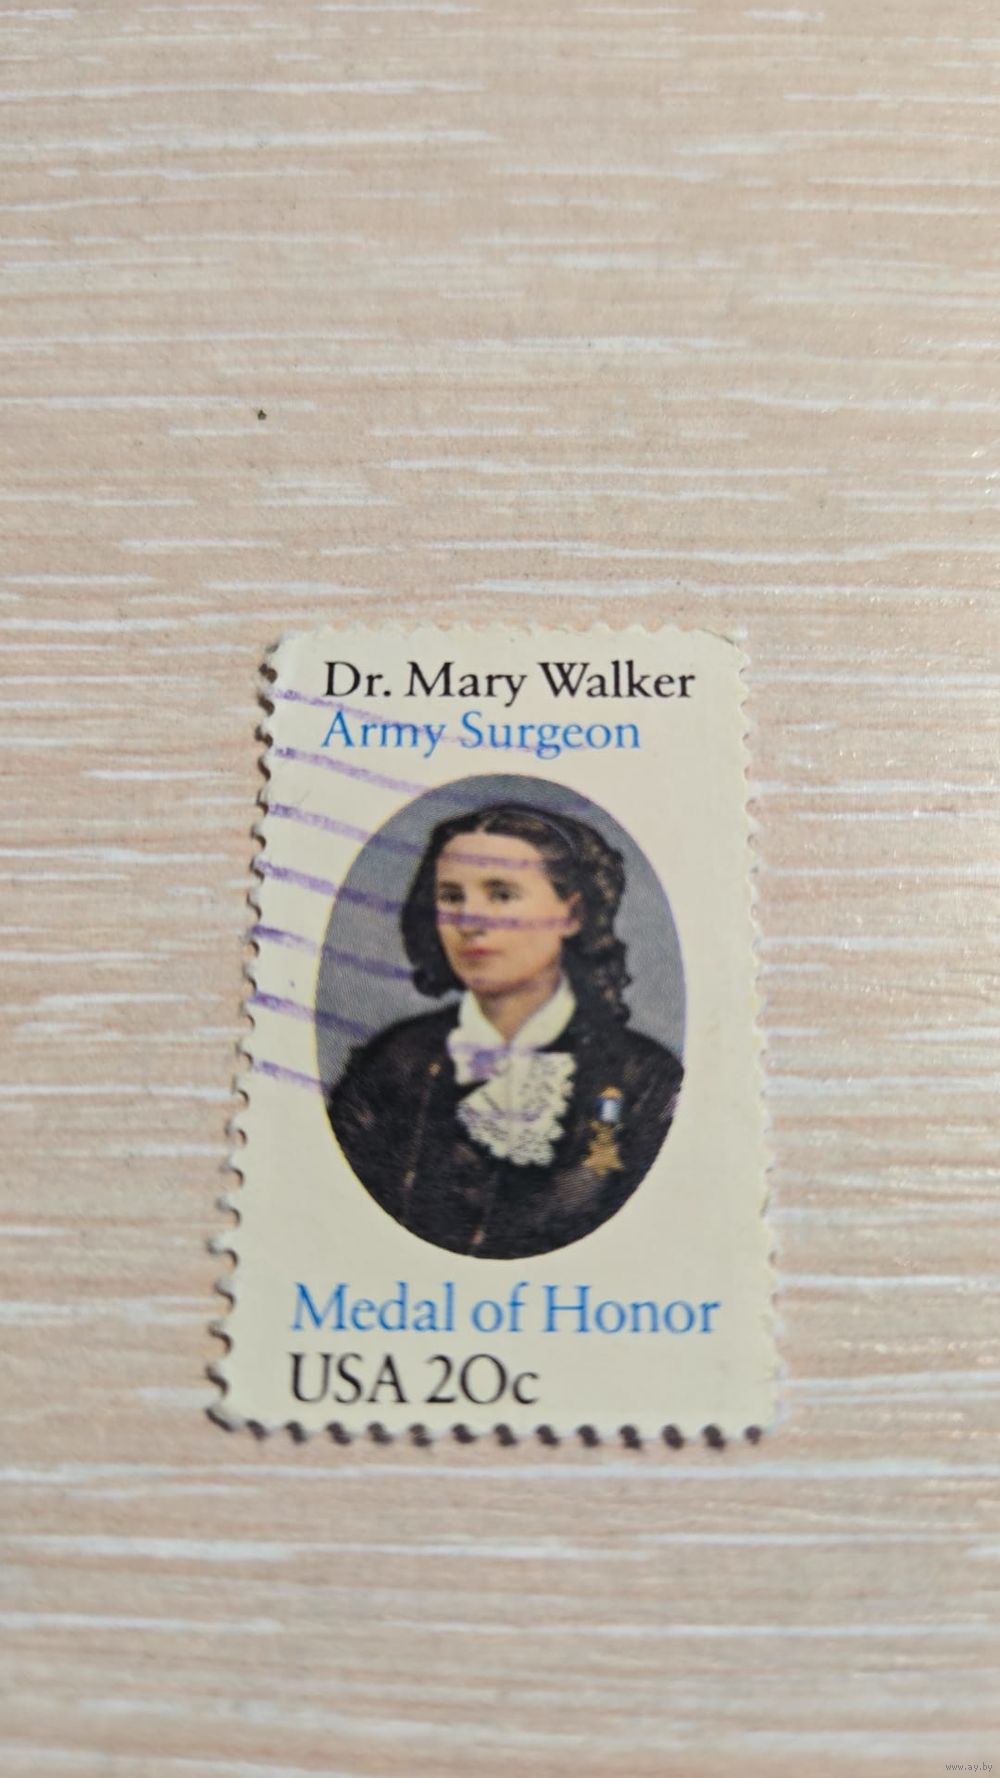 Dr. Mary Walker
Army Surgeon
Medal of Honor
USA 20c
www.ay.by